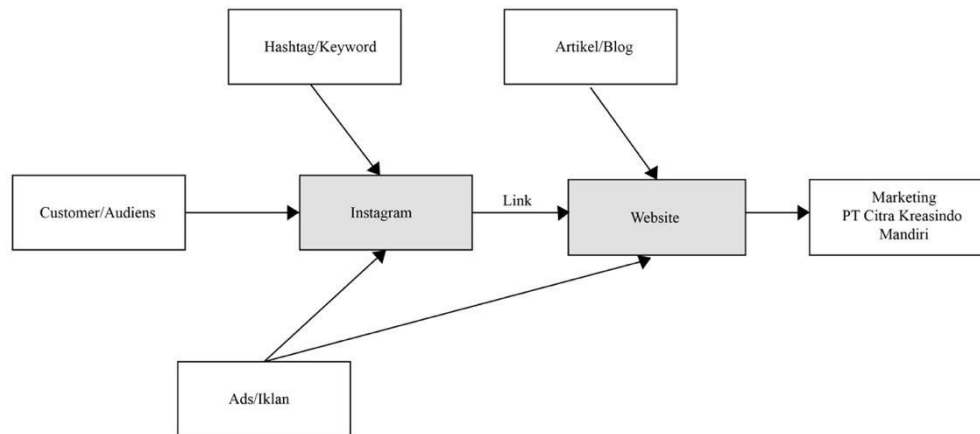 Hashtag/Keyword
Artikel/Blog
Customer/Audiens
Instagram
Link
Website
Marketing
PT Citra Kreasindo
Mandiri
Ads/Iklan